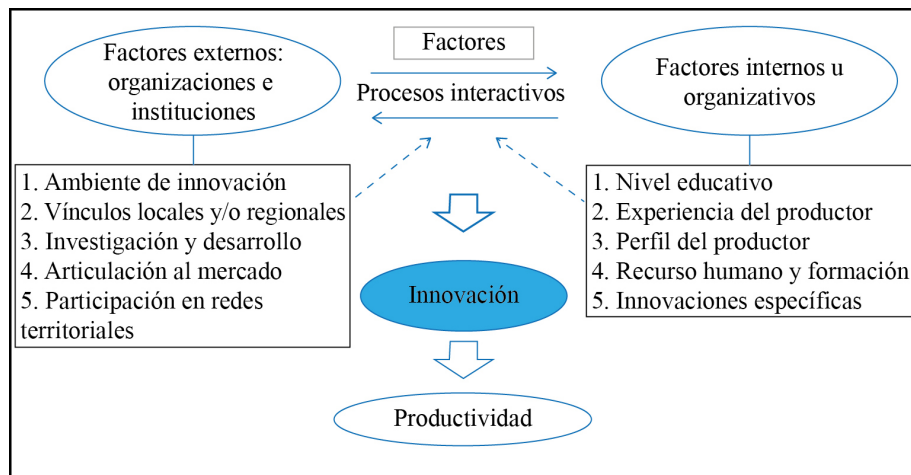 Factores externos:
organizaciones e
instituciones
Factores
Procesos interactivos
Factores internos u
organizativos
1. Ambiente de innovación
2. Vínculos locales y/o regionales
3. Investigación y desarrollo
4. Articulación al mercado
5. Participación en redes
territoriales
1. Nivel educativo
2. Experiencia del productor
3. Perfil del productor
4. Recurso humano y formación
5. Innovaciones específicas
Innovación
Productividad